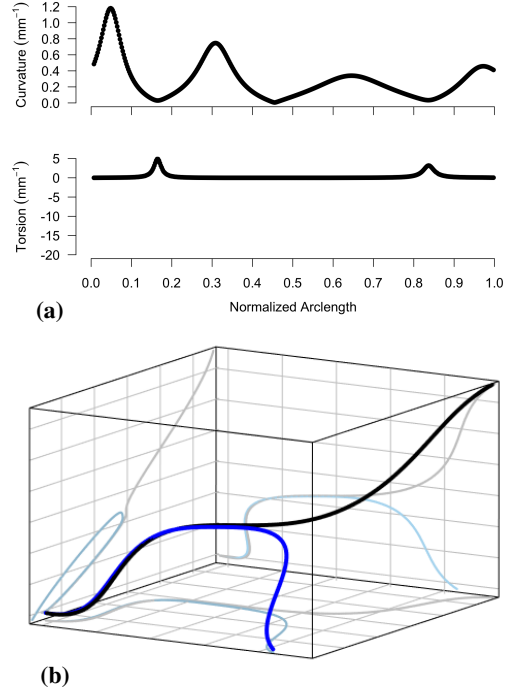 Curvature (mm⁻¹)
1.2
1.0
0.8
0.6
0.4
0.2
0.0
Torsion (mm⁻¹)
5
0
-5
-10
-15
-20
0.0 0.1 0.2 0.3 0.4 0.5 0.6 0.7 0.8 0.9 1.0
Normalized Arclength
(a)
(b)